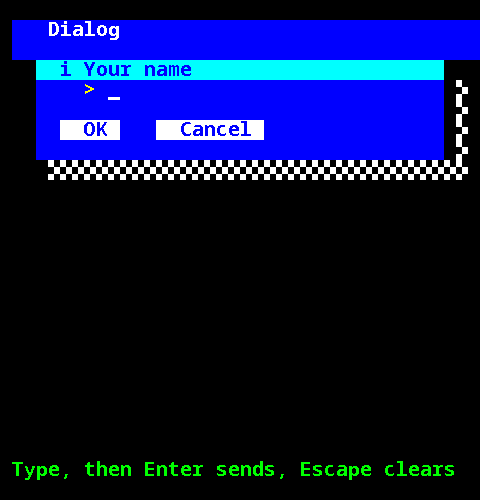 Dialog
i Your name
> _
OK Cancel
Type, then Enter sends, Escape clears